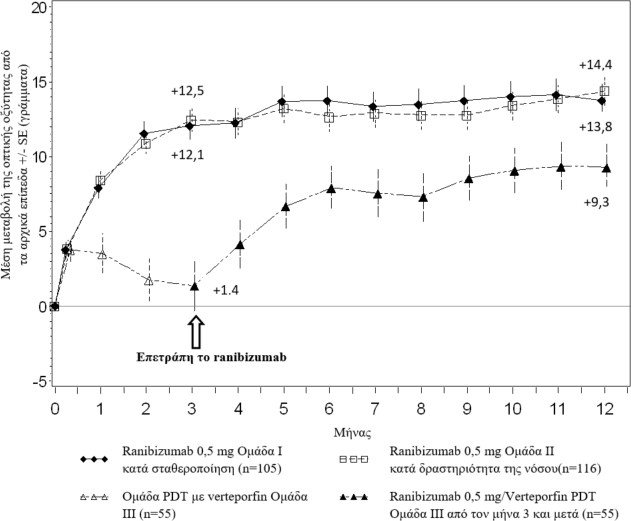 Μέση μεταβολή της οπτικής οξύτητας από
τα αρχικά επίπεδα +/- SE (γράμματα)
20
15
10
5
0
-5
+12,5
+12,1
+14,4
+13,8
+9,3
+1.4
Επετράπη το ranibizumab
0 1 2 3 4 5 6 7 8 9 10 11 12
Μήνας
Ranibizumab 0,5 mg Ομάδα I
κατά σταθεροποίηση (n=105)
Ranibizumab 0,5 mg Ομάδα II
κατά δραστηριότητα της νόσου(n=116)
Ομάδα PDT με verteporfin Ομάδα
III (n=55)
Ranibizumab 0,5 mg/Verteporfin PDT
Ομάδα III από τον μήνα 3 και μετά (n=55)